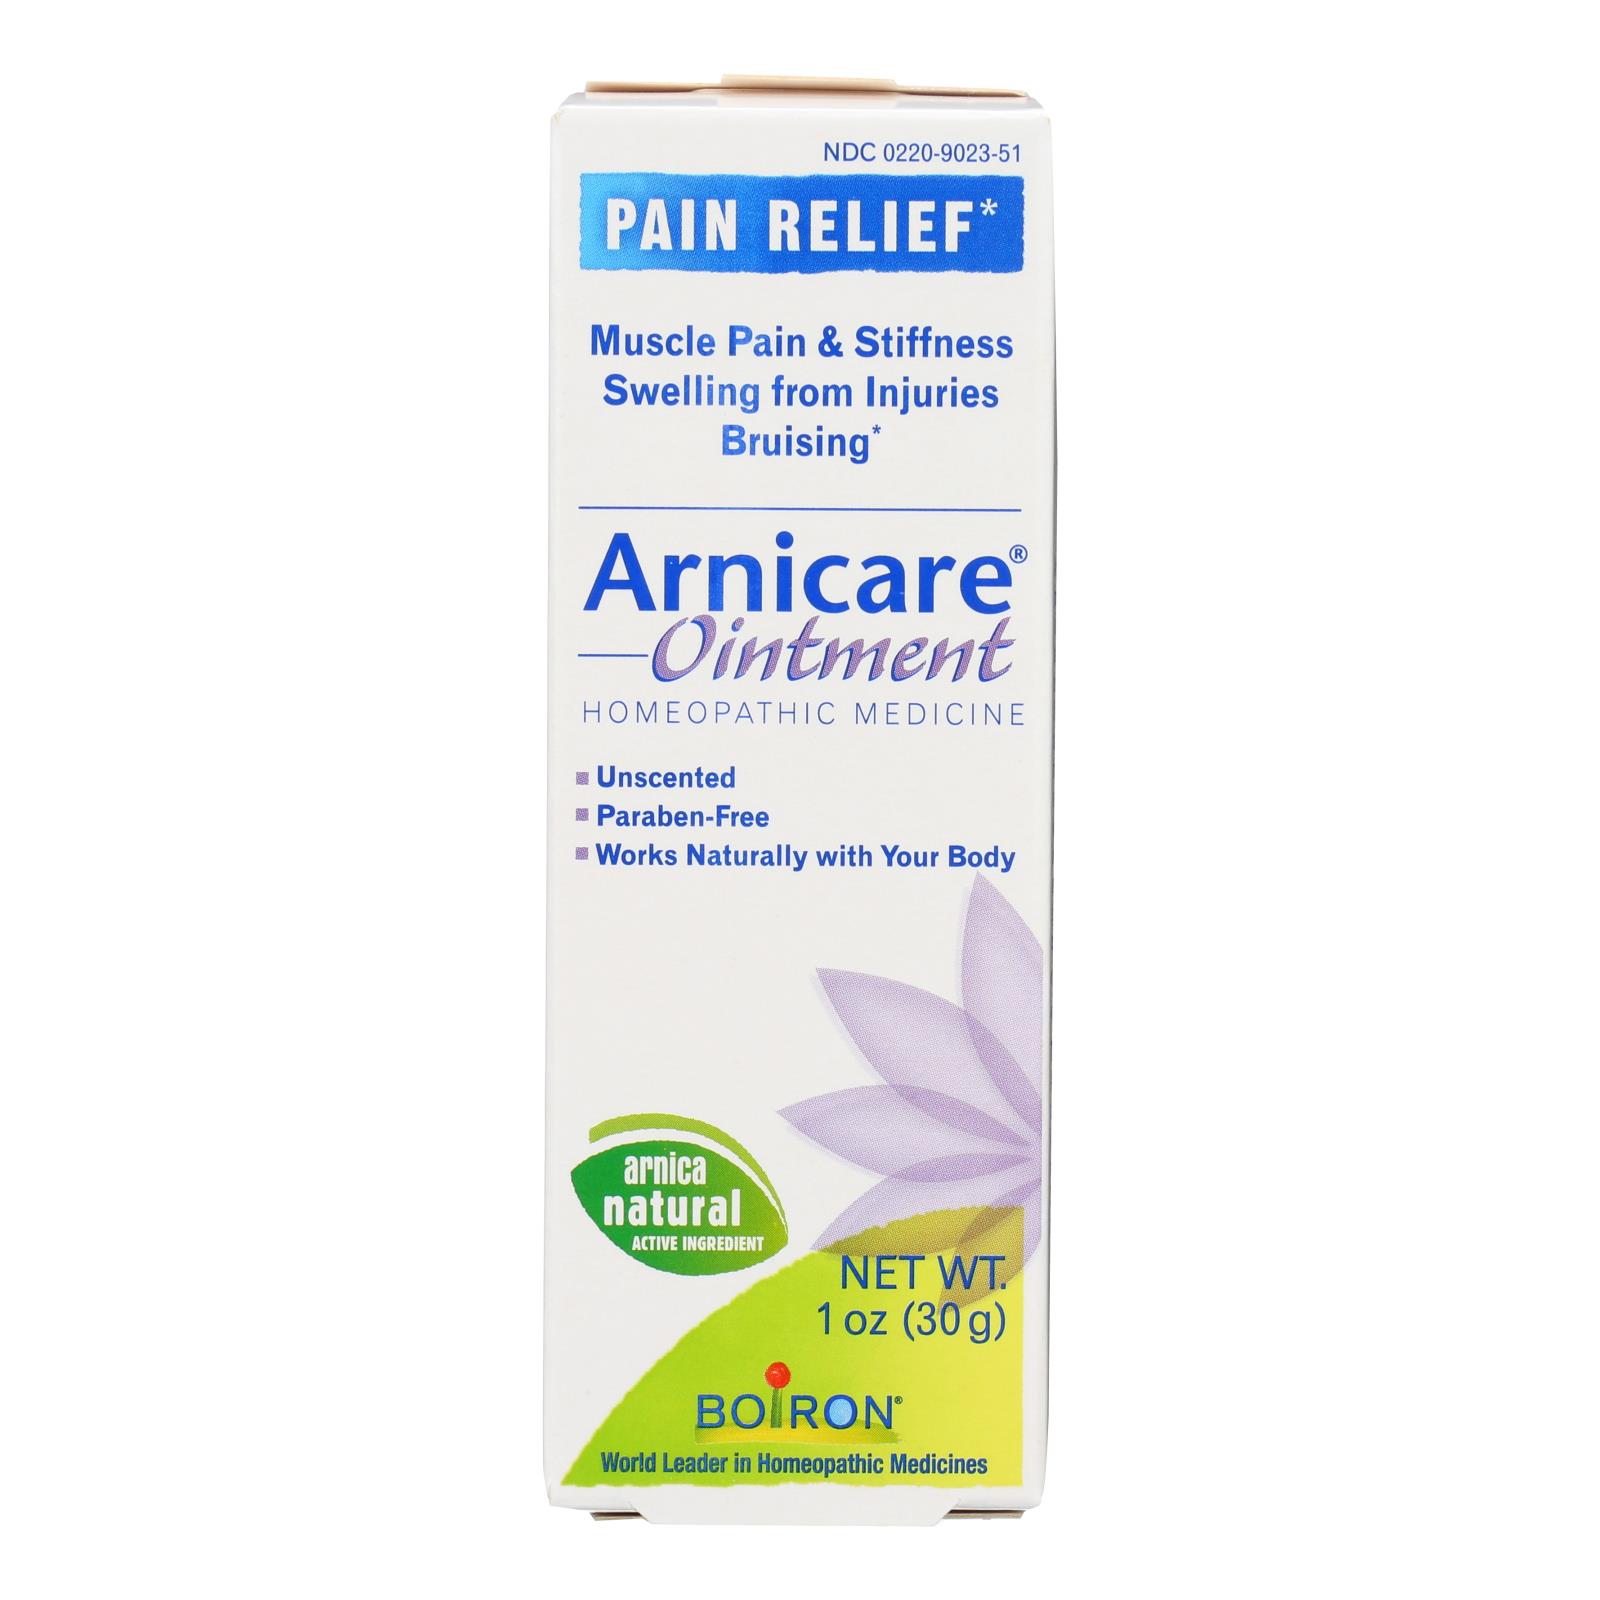 NDC 0220-9023-51
PAIN RELIEF*
Muscle Pain & Stiffness
Swelling from Injuries
Bruising*
Arnicare®
Ointment
HOMEOPATHIC MEDICINE
Unscented
Paraben-Free
Works Naturally with Your Body
arnica
natural
ACTIVE INGREDIENT
NET WT.
1 oz (30 g)
BOIRON®
World Leader in Homeopathic Medicines